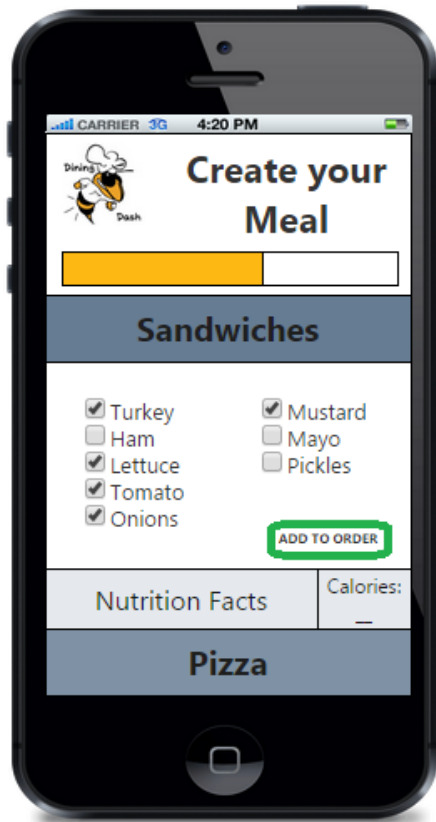 CARRIER 3G 4:20 PM
Dining
Dash
Create your
Meal
Sandwiches
Turkey
Ham
Lettuce
Tomato
Onions
Mustard
Mayo
Pickles
ADD TO ORDER
Nutrition Facts
Calories:
_
Pizza